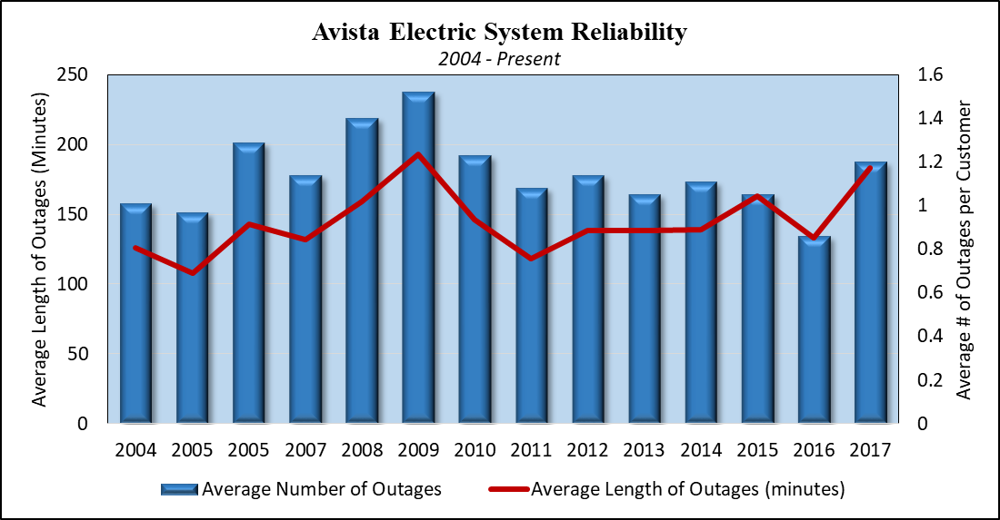 Avista Electric System Reliability
2004 - Present
Average Length of Outages (Minutes)
250
200
150
100
50
0
1.6
1.4
1.2
1
0.8
0.6
0.4
0.2
0
Average # of Outages per Customer
2004 2005 2005 2007 2008 2009 2010 2011 2012 2013 2014 2015 2016 2017
Average Number of Outages Average Length of Outages (minutes)